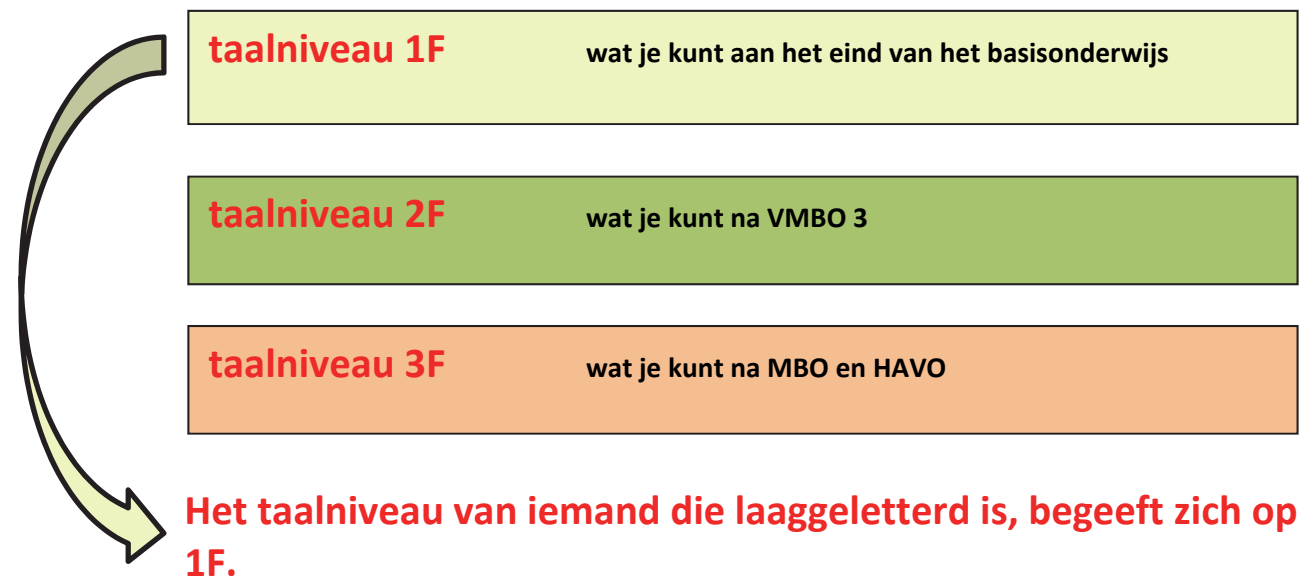 taalniveau 1F wat je kunt aan het eind van het basisonderwijs
taalniveau 2F wat je kunt na VMBO 3
taalniveau 3F wat je kunt na MBO en HAVO
Het taalniveau van iemand die laaggeletterd is, begeeft zich op
1F.